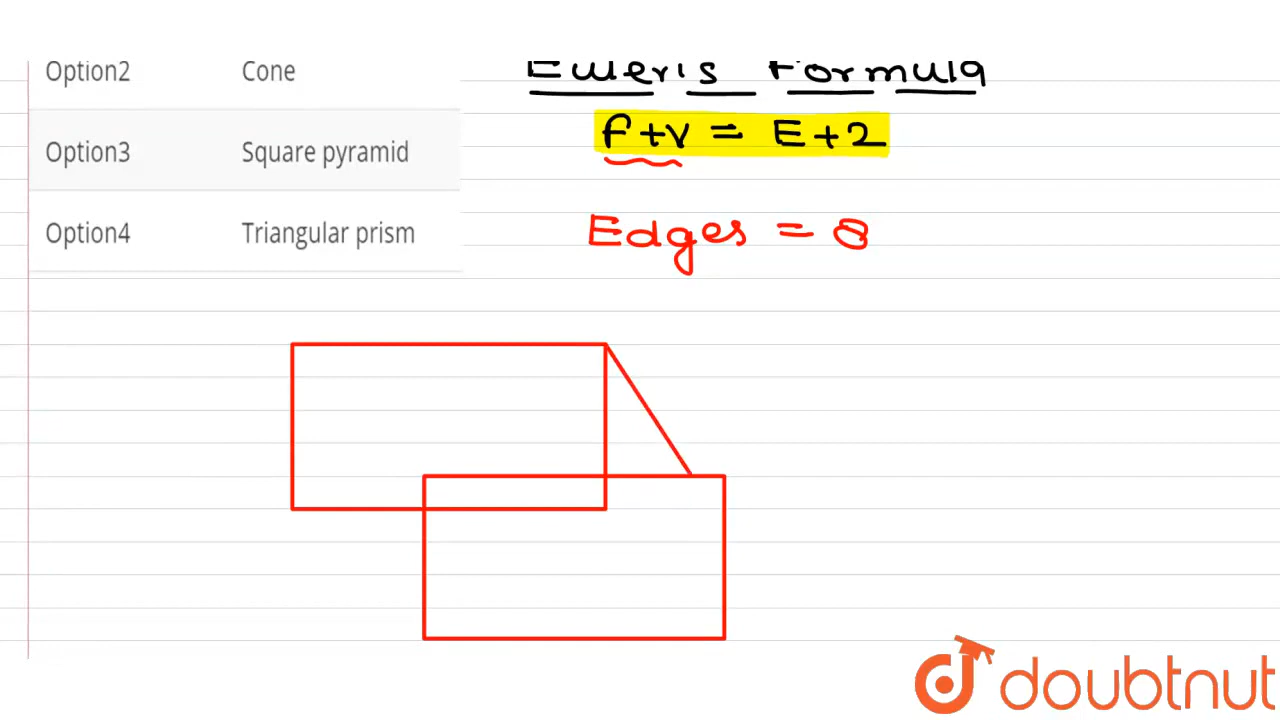 Option2 Cone
Euler's Formula
F+V = E+2
Option3 Square pyramid
Option4 Triangular prism
Edges = 8
doubtnut